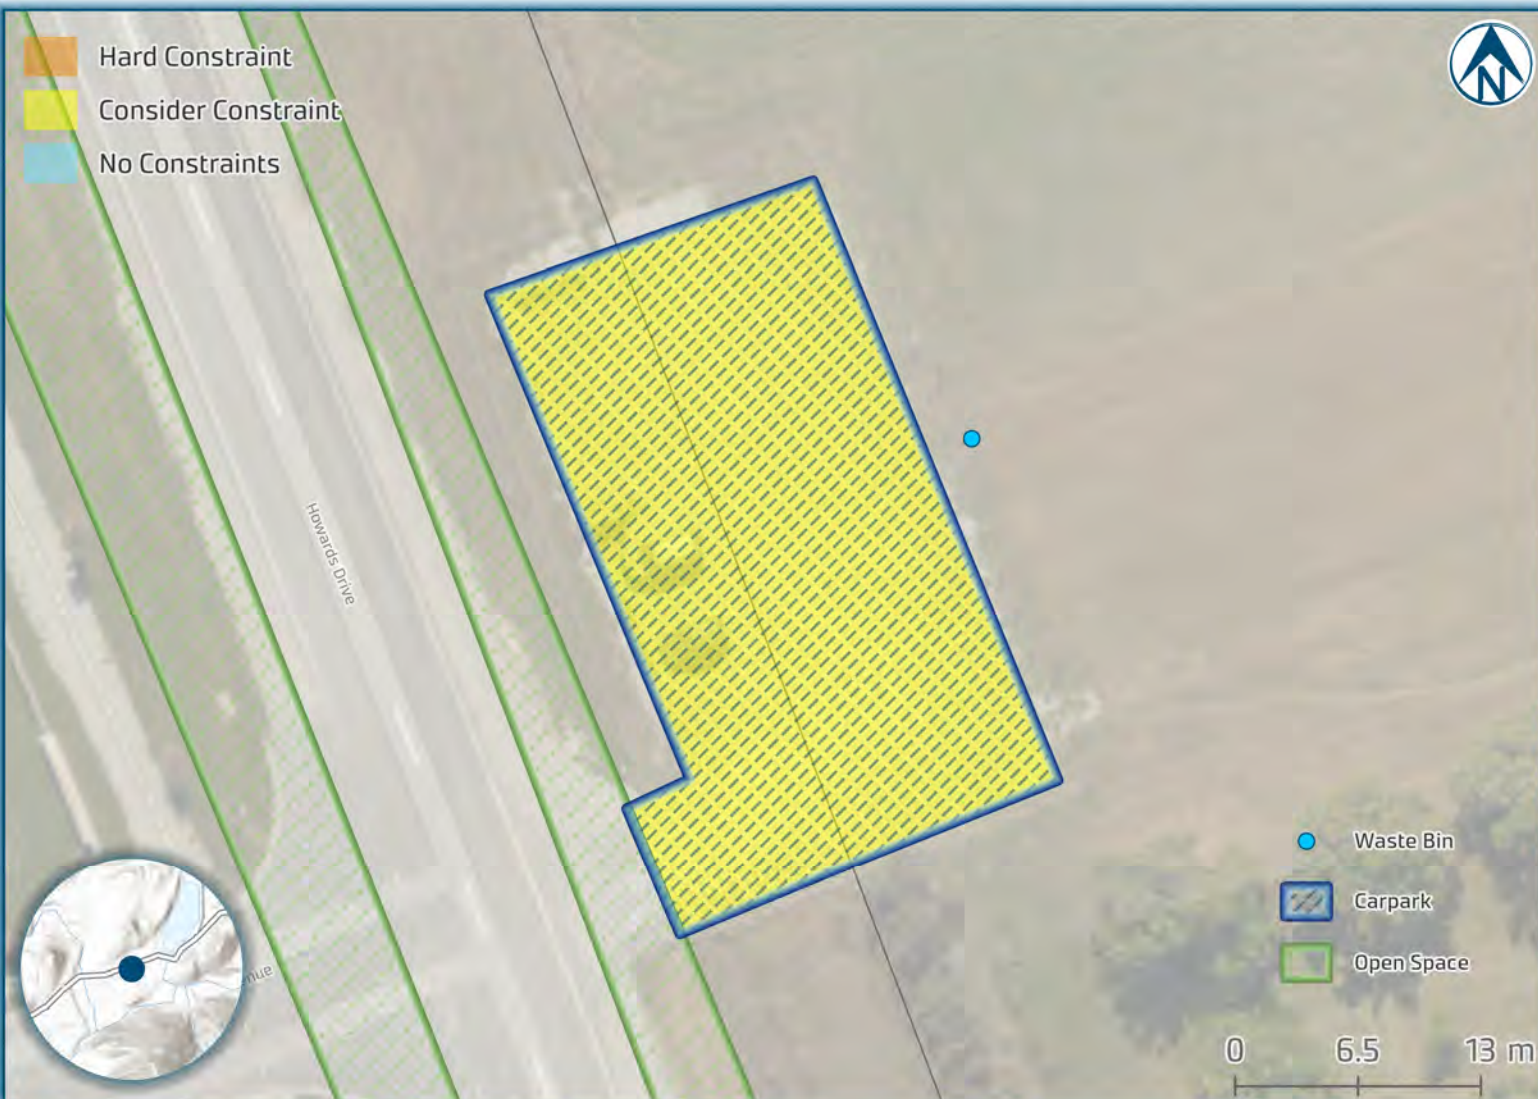 Hard Constraint
Consider Constraint
No Constraints
N
Howards Drive
Waste Bin
Carpark
Open Space
0 6.5 13 m